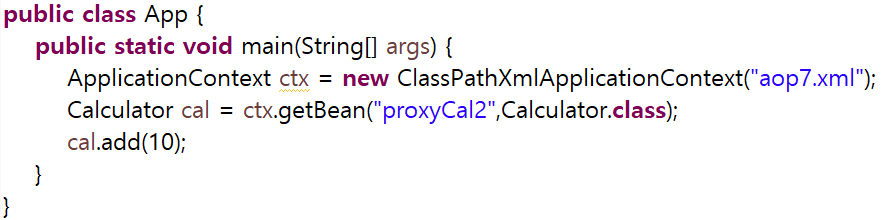 public class App {
public static void main(String[] args) {
ApplicationContext ctx = new ClassPathXmlApplicationContext("aop7.xml");
Calculator cal = ctx.getBean("proxyCal2",Calculator.class);
cal.add(10);
}
}